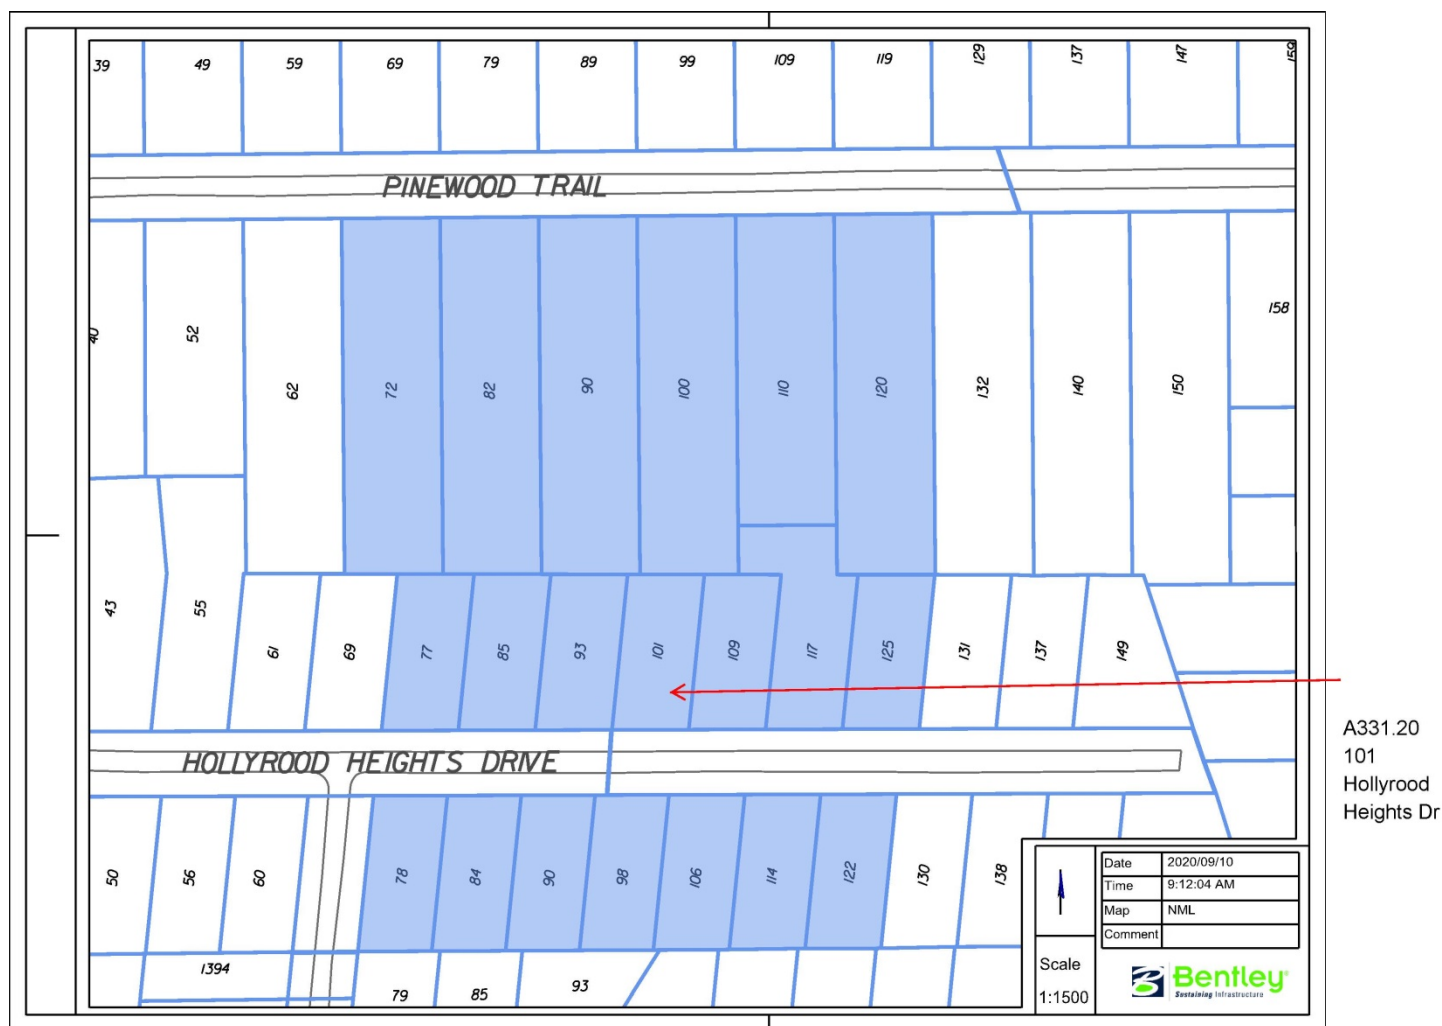 39 49 59 69 79 89 99 109 119 129 137 147 159
PINEWOOD TRAIL
40 52 62 72 82 90 100 110 120 132 140 150 158
43 55 61 69 77 85 93 101 109 117 125 131 137 149
HOLLYROOD HEIGHTS DRIVE
50 56 60 78 84 90 98 106 114 122 130 138
1394 79 85 93
A331.20
101
Hollyrood
Heights Dr
Date 2020/09/10
Time 9:12:04 AM
Map NML
Comment
Scale
1:1500
Bentley
Sustaining Infrastructure